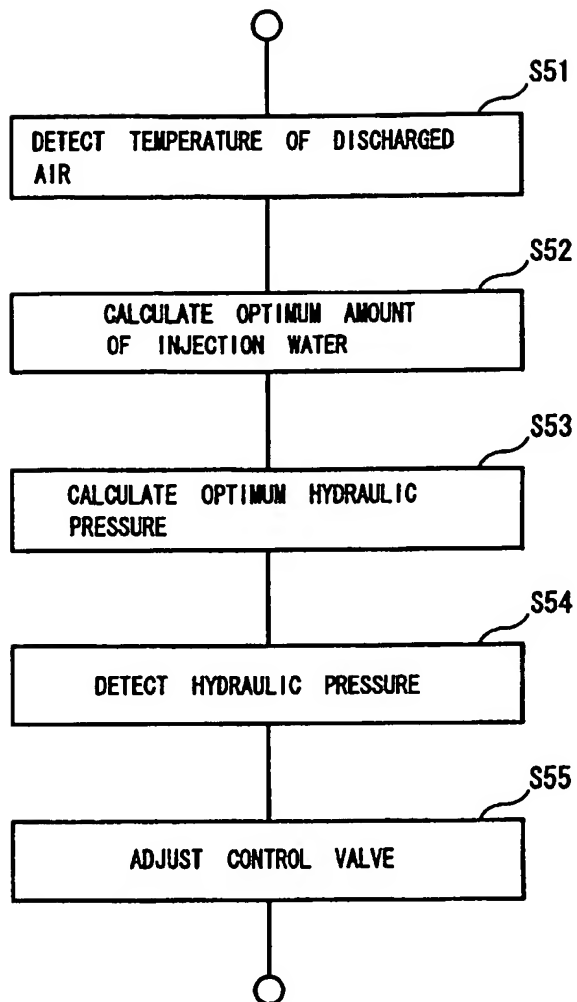 S51
DETECT TEMPERATURE OF DISCHARGED
AIR
S52
CALCULATE OPTIMUM AMOUNT
OF INJECTION WATER
S53
CALCULATE OPTIMUM HYDRAULIC
PRESSURE
S54
DETECT HYDRAULIC PRESSURE
S55
ADJUST CONTROL VALVE